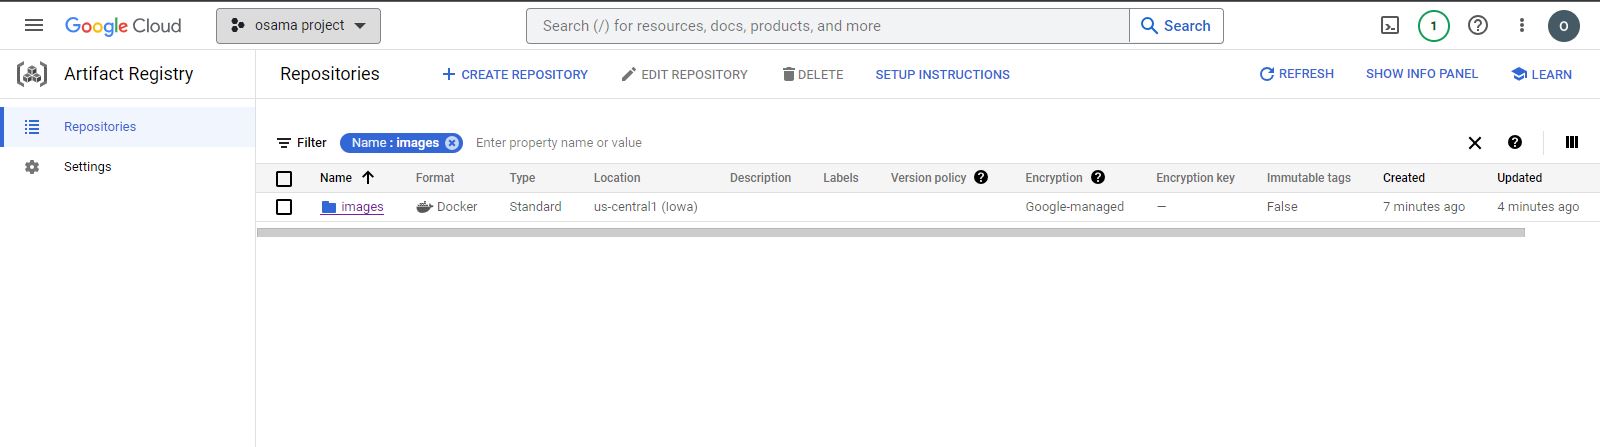 Google Cloud
osama project
Search (/) for resources, docs, products, and more
Search
1
O
Artifact Registry
Repositories
CREATE REPOSITORY
EDIT REPOSITORY
DELETE
SETUP INSTRUCTIONS
REFRESH
SHOW INFO PANEL
LEARN
Repositories
Settings
Filter
Name : images
Enter property name or value
Name Format Type Location Description Labels Version policy Encryption Encryption key Immutable tags Created Updated
images Docker Standard us-central1 (Iowa) Google-managed — False 7 minutes ago 4 minutes ago